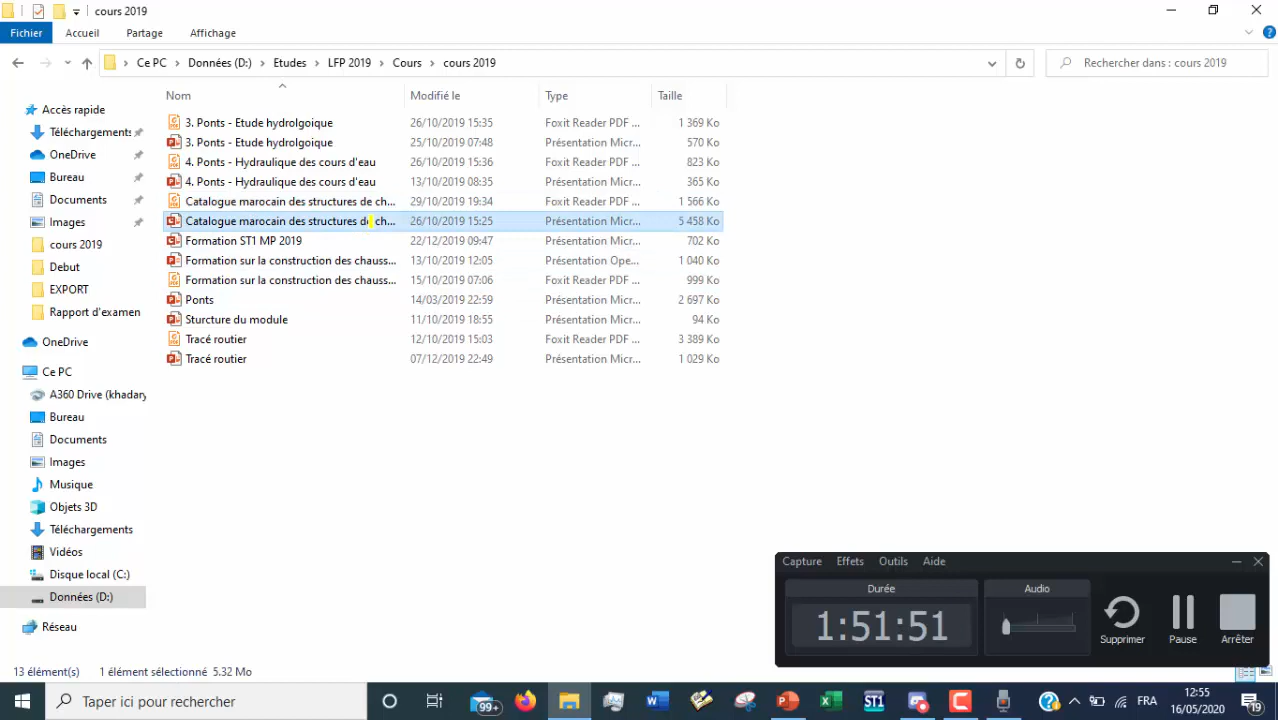 cours 2019
Fichier Accueil Partage Affichage
Ce PC Données (D:) Etudes LFP 2019 Cours cours 2019 Rechercher dans : cours 2019
Nom Modifié le Type Taille
3. Ponts - Etude hydrolgoique 26/10/2019 15:35 Foxit Reader PDF ... 1 369 Ko
3. Ponts - Etude hydrolgoique 25/10/2019 07:48 Présentation Micr... 570 Ko
4. Ponts - Hydraulique des cours d'eau 26/10/2019 15:36 Foxit Reader PDF ... 823 Ko
4. Ponts - Hydraulique des cours d'eau 13/10/2019 08:35 Présentation Micr... 365 Ko
Catalogue marocain des structures de ch... 29/10/2019 19:34 Foxit Reader PDF ... 1 566 Ko
Catalogue marocain des structures de ch... 26/10/2019 15:25 Présentation Micr... 5 458 Ko
Formation ST1 MP 2019 22/12/2019 09:47 Présentation Micr... 702 Ko
Formation sur la construction des chauss... 13/10/2019 12:05 Présentation Ope... 1 040 Ko
Formation sur la construction des chauss... 15/10/2019 07:06 Foxit Reader PDF ... 999 Ko
Ponts 14/03/2019 22:59 Présentation Micr... 2 697 Ko
Sturcture du module 11/10/2019 18:55 Présentation Micr... 94 Ko
Tracé routier 12/10/2019 15:03 Foxit Reader PDF ... 3 389 Ko
Tracé routier 07/12/2019 22:49 Présentation Micr... 1 029 Ko
Accès rapide
Téléchargements
OneDrive
Bureau
Documents
Images
cours 2019
Debut
EXPORT
Rapport d'examen
OneDrive
Ce PC
A360 Drive (khadary
Bureau
Documents
Images
Musique
Objets 3D
Téléchargements
Vidéos
Disque local (C:)
Données (D:)
Réseau
13 élément(s) 1 élément sélectionné 5.32 Mo
Capture Effets Outils Aide
Durée Audio
1:51:51
Supprimer Pause Arrêter
Taper ici pour rechercher
99+
ST1
FRA
12:55
16/05/2020
19